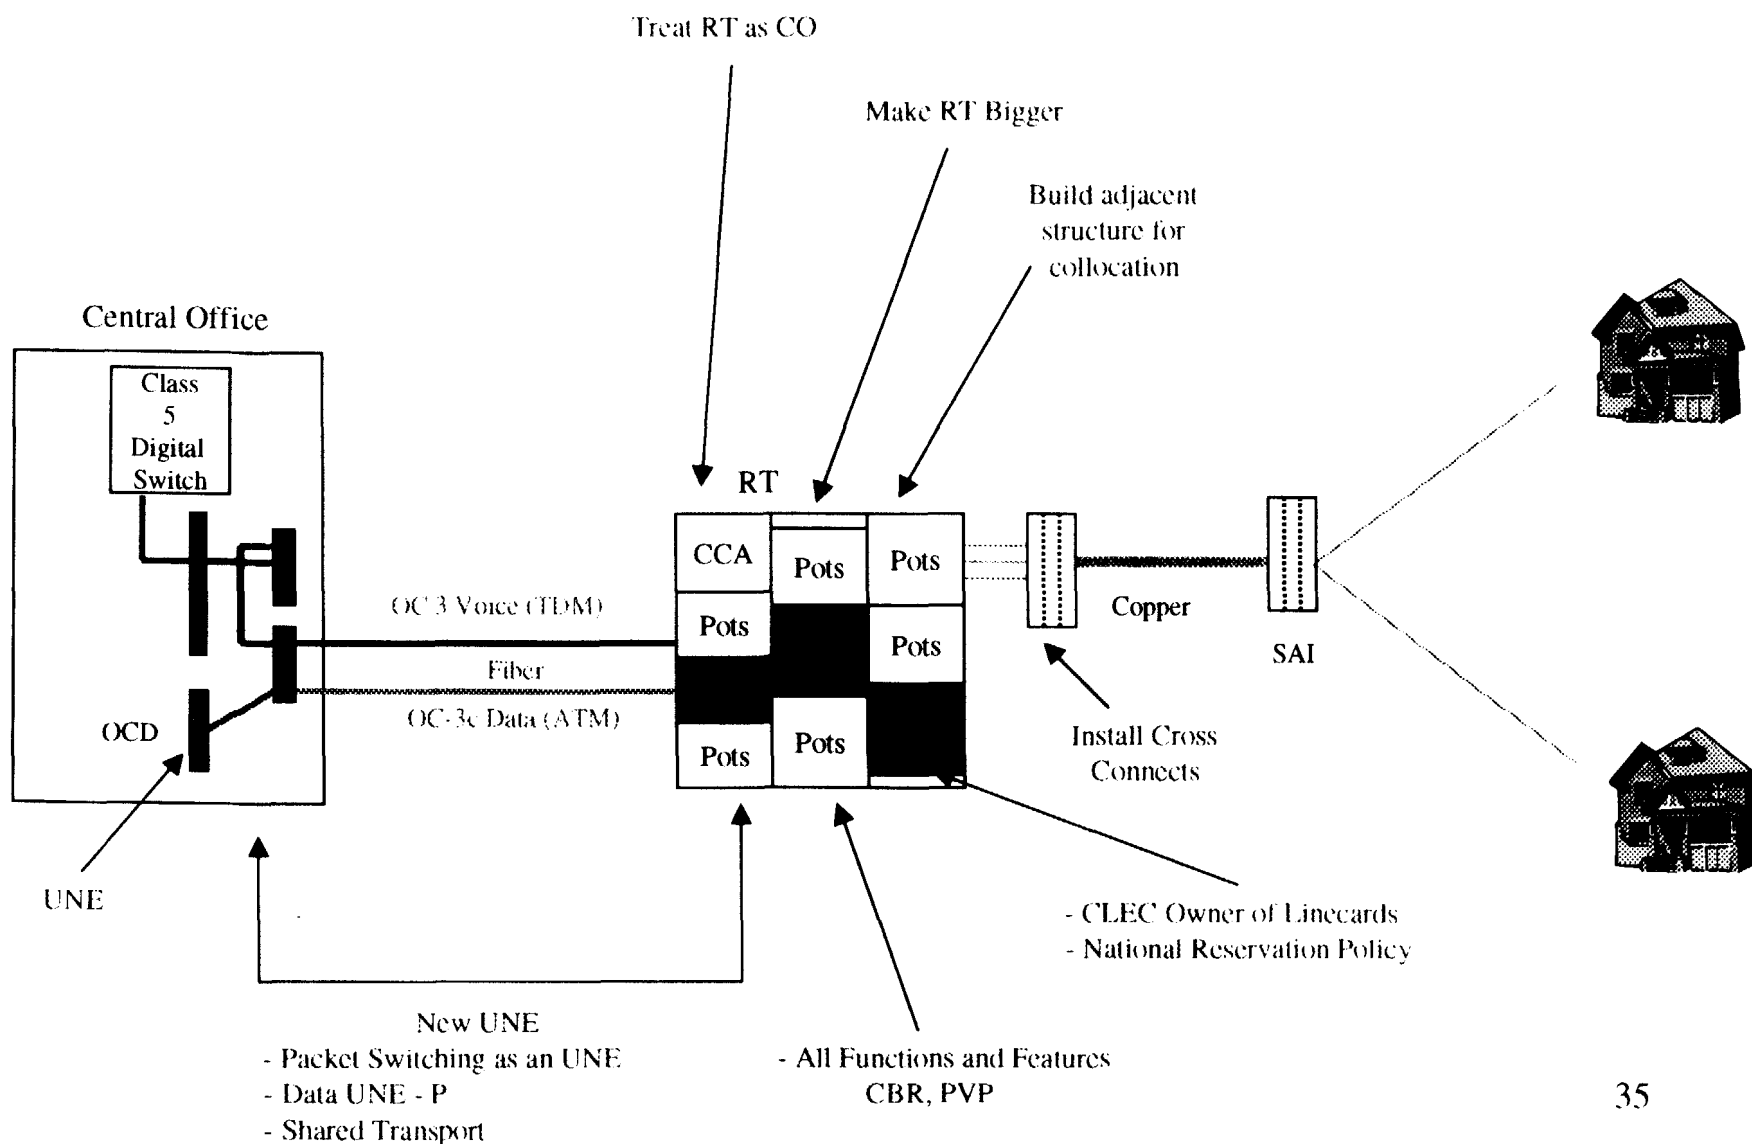 Treat RT as CO
Make RT Bigger
Build adjacent
structure for
collocation
Central Office
Class
5
Digital
Switch
RT
CCA
Pots
Pots
Pots
Pots
Pots
Pots
OC 3 Voice (TDM)
Fiber
OC-3c Data (ATM)
Copper
SAI
OCD
Install Cross
Connects
UNE
- CLEC Owner of Linecards
- National Reservation Policy
New UNE
- Packet Switching as an UNE
- Data UNE - P
- Shared Transport
- All Functions and Features
CBR, PVP
35